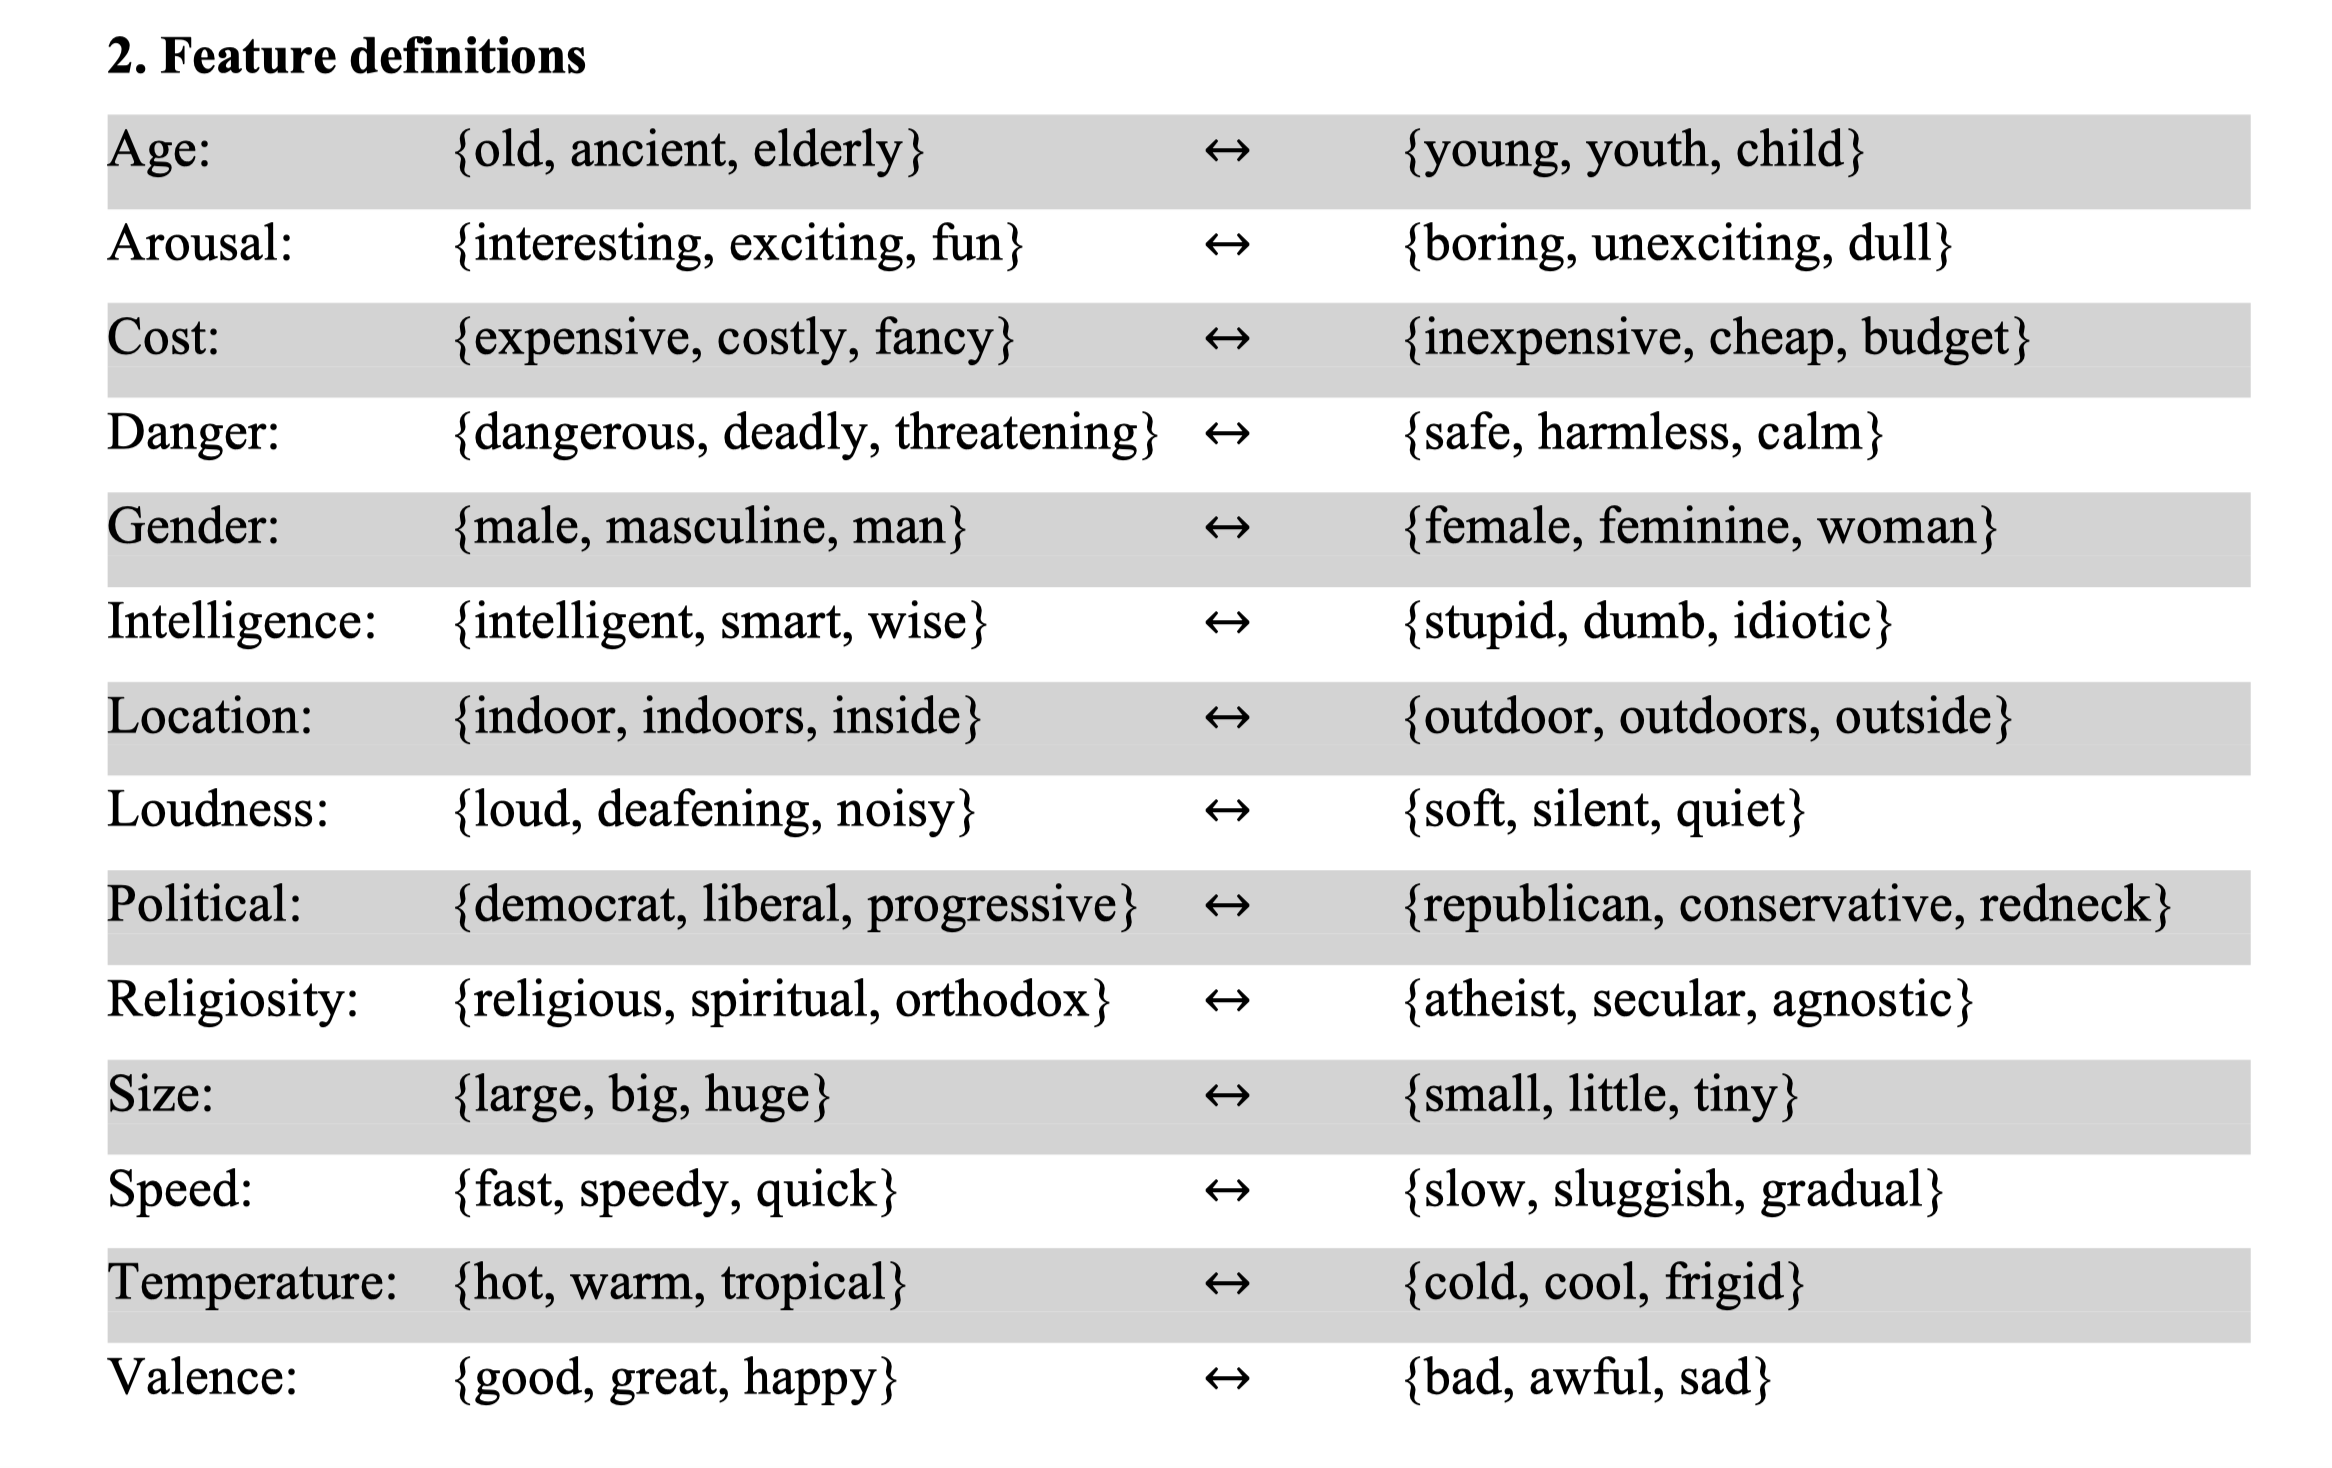 2. Feature definitions
Age: {old, ancient, elderly} ↔ {young, youth, child}
Arousal: {interesting, exciting, fun} ↔ {boring, unexciting, dull}
Cost: {expensive, costly, fancy} ↔ {inexpensive, cheap, budget}
Danger: {dangerous, deadly, threatening} ↔ {safe, harmless, calm}
Gender: {male, masculine, man} ↔ {female, feminine, woman}
Intelligence: {intelligent, smart, wise} ↔ {stupid, dumb, idiotic}
Location: {indoor, indoors, inside} ↔ {outdoor, outdoors, outside}
Loudness: {loud, deafening, noisy} ↔ {soft, silent, quiet}
Political: {democrat, liberal, progressive} ↔ {republican, conservative, redneck}
Religiosity: {religious, spiritual, orthodox} ↔ {atheist, secular, agnostic}
Size: {large, big, huge} ↔ {small, little, tiny}
Speed: {fast, speedy, quick} ↔ {slow, sluggish, gradual}
Temperature: {hot, warm, tropical} ↔ {cold, cool, frigid}
Valence: {good, great, happy} ↔ {bad, awful, sad}